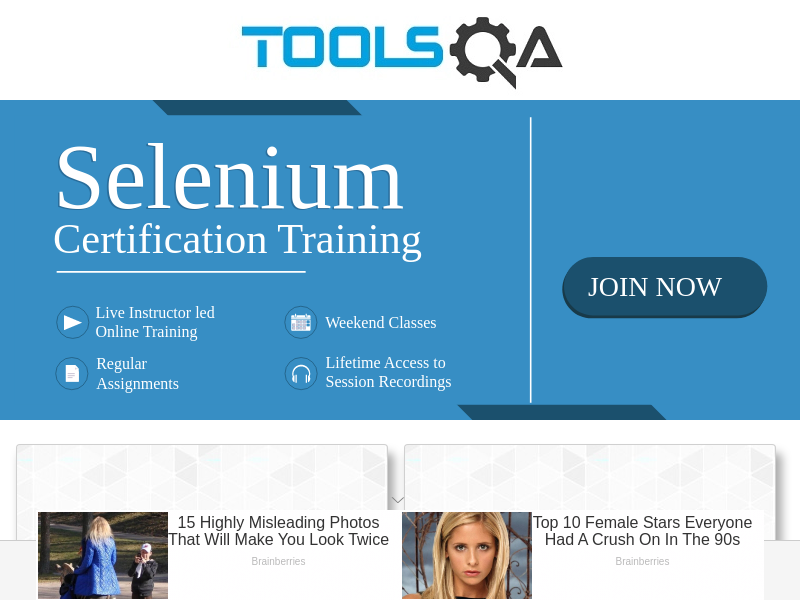 TOOLSQA
Selenium
Certification Training
JOIN NOW
Live Instructor led
Online Training
Weekend Classes
Regular
Assignments
Lifetime Access to
Session Recordings
15 Highly Misleading Photos
That Will Make You Look Twice
Brainberries
Top 10 Female Stars Everyone
Had A Crush On In The 90s
Brainberries